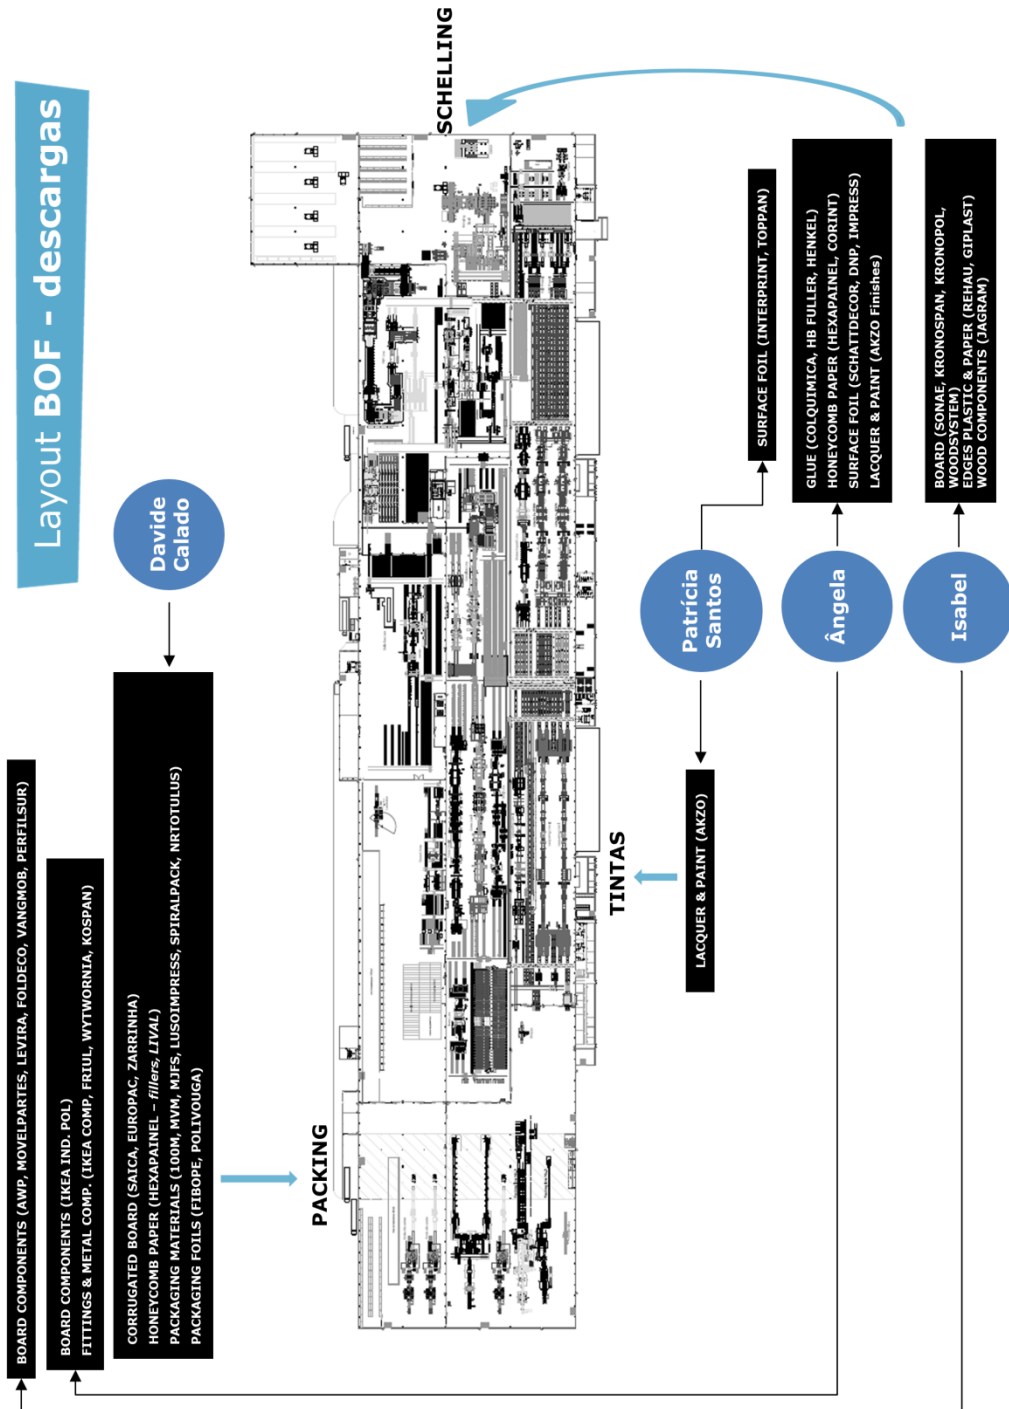 Layout BOF - descargas
Davide
Calado
BOARD COMPONENTS (AWP, MOVELPARTES, LEVIRA, FOLDECO, VANGMOB, PERFILSUR)
BOARD COMPONENTS (IKEA IND. POL)
FITTINGS & METAL COMP. (IKEA COMP, FRIUL, WYTWORNIA, KOSPAN)
CORRUGATED BOARD (SAICA, EUROPAC, ZARRINHA)
HONEYCOMB PAPER (HEXAPAINEL – fillers, LIVAL)
PACKAGING MATERIALS (100M, MVM, MJFS, LUSOIMPRESS, SPIRALPACK, NRTOTULUS)
PACKAGING FOILS (FIBOPE, POLIVOUGA)
PACKING
SCHELLING
TINTAS
LACQUER & PAINT (AKZO)
Patrícia
Santos
SURFACE FOIL (INTERPRINT, TOPPAN)
Ângela
GLUE (COLQUIMICA, HB FULLER, HENKEL)
HONEYCOMB PAPER (HEXAPAINEL, CORINT)
SURFACE FOIL (SCHATTDECOR, DNP, IMPRESS)
LACQUER & PAINT (AKZO Finishes)
Isabel
BOARD (SONAE, KRONOSPAN, KRONOPOL,
WOODSYSTEM)
EDGES PLASTIC & PAPER (REHAU, GIPLAST)
WOOD COMPONENTS (JAGRAM)